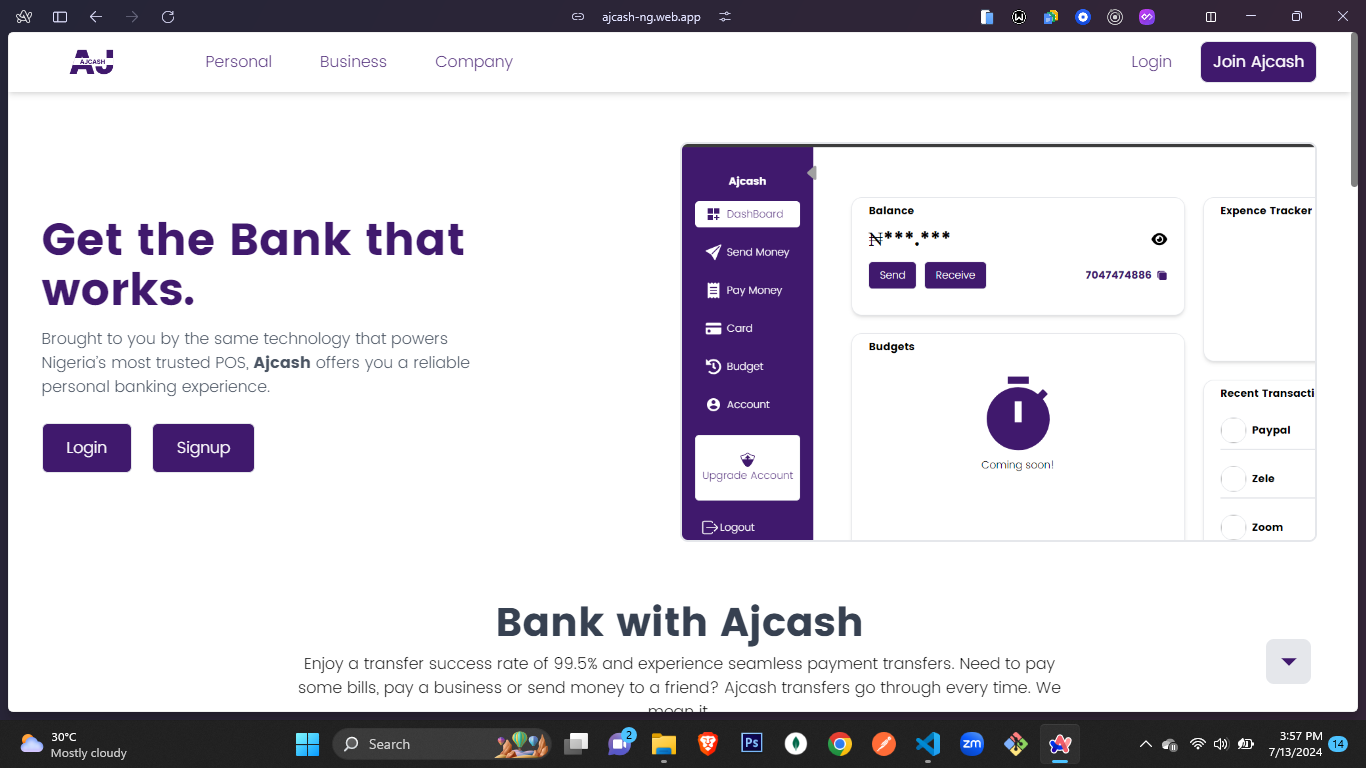 ajcash-ng.web.app
AJ
AJCASH
Personal
Business
Company
Login
Join Ajcash
Get the Bank that
works.
Brought to you by the same technology that powers
Nigeria's most trusted POS, Ajcash offers you a reliable
personal banking experience.
Login
Signup
Ajcash
DashBoard
Send Money
Pay Money
Card
Budget
Account
Upgrade Account
Logout
Balance
₦***.***
Send
Receive
7047474886
Budgets
Coming soon!
Expence Tracker
Recent Transacti
Paypal
Zele
Zoom
Bank with Ajcash
Enjoy a transfer success rate of 99.5% and experience seamless payment transfers. Need to pay
some bills, pay a business or send money to a friend? Ajcash transfers go through every time. We
mean it
30°C
Mostly cloudy
Search
2
Ps
zm
3:57 PM
7/13/2024
14